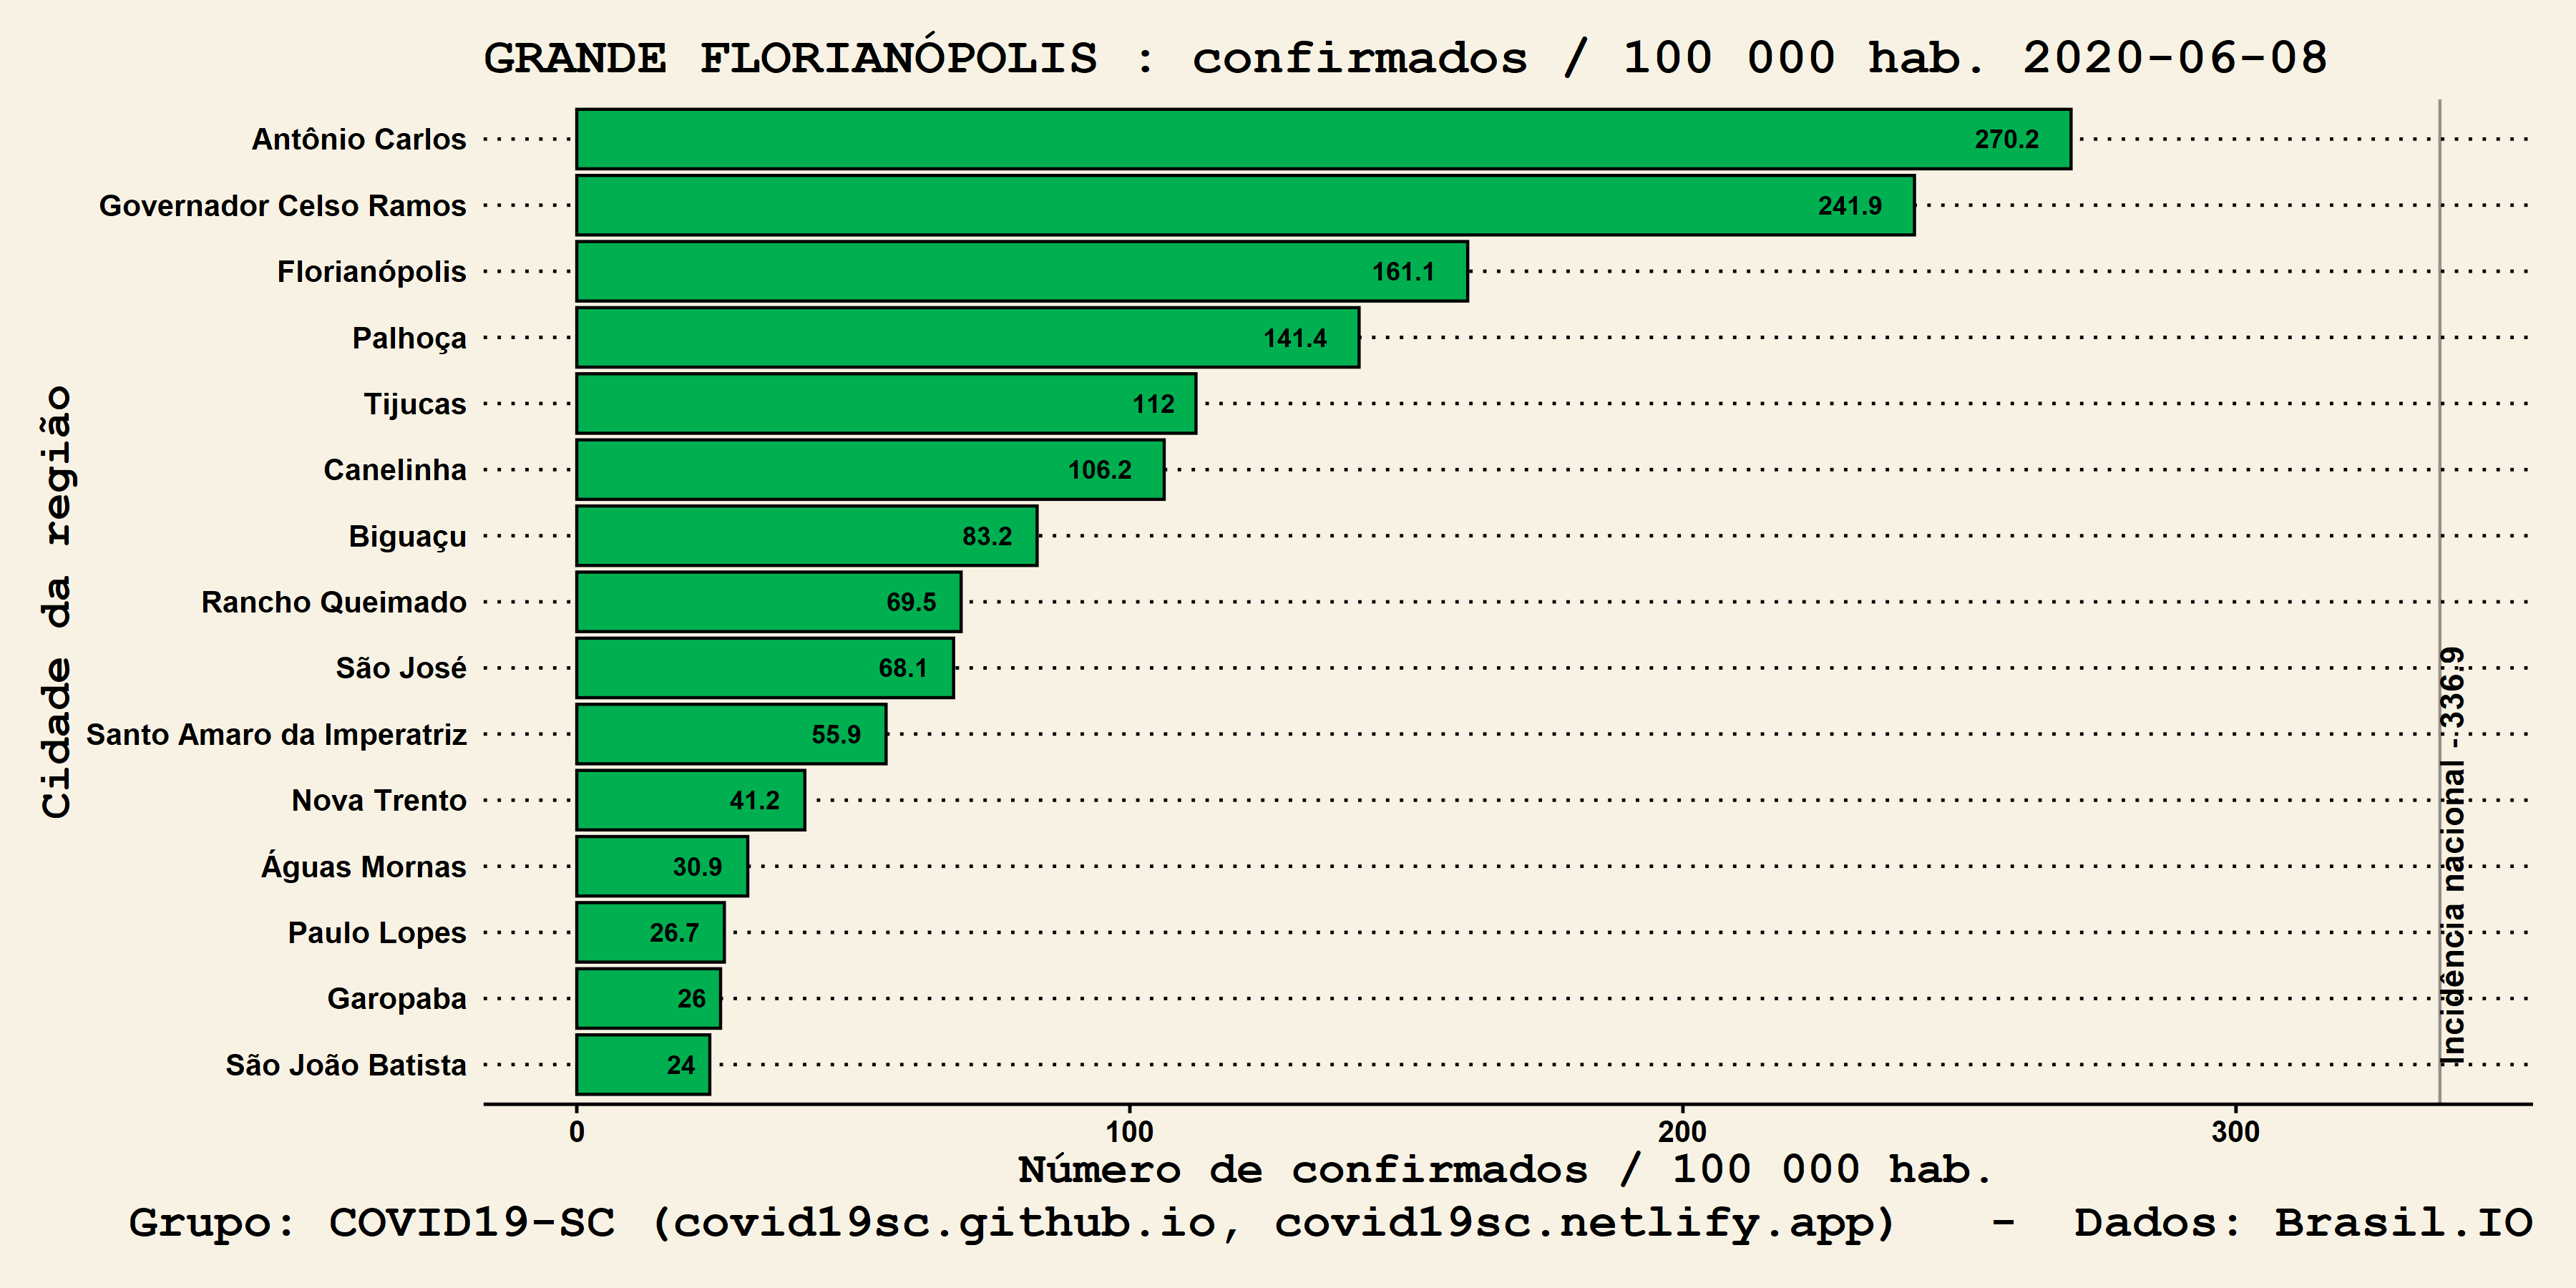 GRANDE FLORIANÓPOLIS : confirmados / 100 000 hab. 2020-06-08
Cidade da região
Antônio Carlos 270.2
Governador Celso Ramos 241.9
Florianópolis 161.1
Palhoça 141.4
Tijucas 112
Canelinha 106.2
Biguaçu 83.2
Rancho Queimado 69.5
São José 68.1
Santo Amaro da Imperatriz 55.9
Nova Trento 41.2
Águas Mornas 30.9
Paulo Lopes 26.7
Garopaba 26
São João Batista 24
Incidência nacional - 336.9
0 100 200 300
Número de confirmados / 100 000 hab.
Grupo: COVID19-SC (covid19sc.github.io, covid19sc.netlify.app) - Dados: Brasil.IO